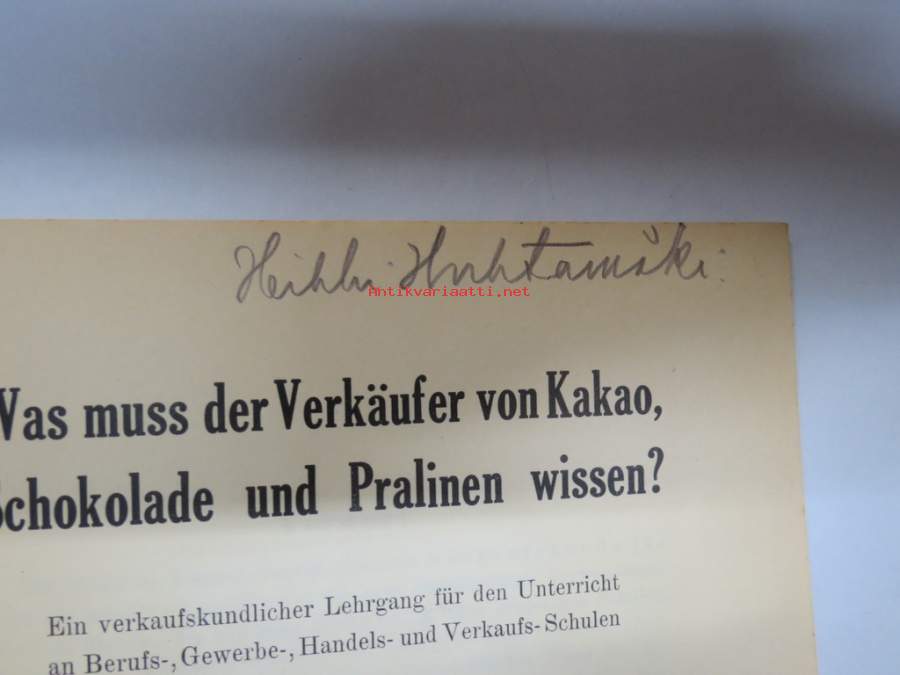 Heikki Huhtamäki
Antikvariaatti.net
Was muss der Verkäufer von Kakao,
Schokolade und Pralinen wissen?
Ein verkaufskundlicher Lehrgang für den Unterricht
an Berufs-, Gewerbe-, Handels- und Verkaufs-Schulen